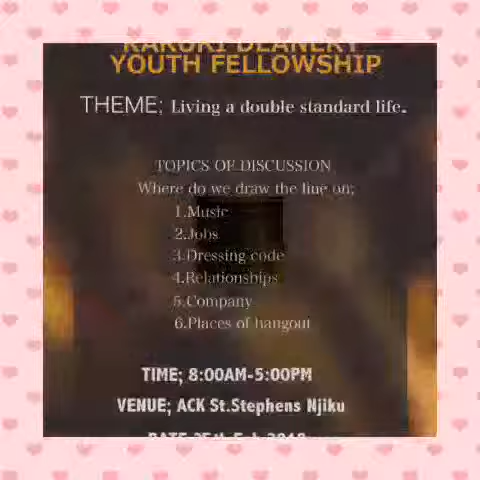 YOUTH FELLOWSHIP
THEME; Living a double standard life.
TOPICS OF DISCUSSION
Where do we draw the line on;
1.Music
2.Jobs
3.Dressing code
4.Relationships
5.Company
6.Places of hangout
TIME; 8:00AM-5:00PM
VENUE; ACK St.Stephens Njiku